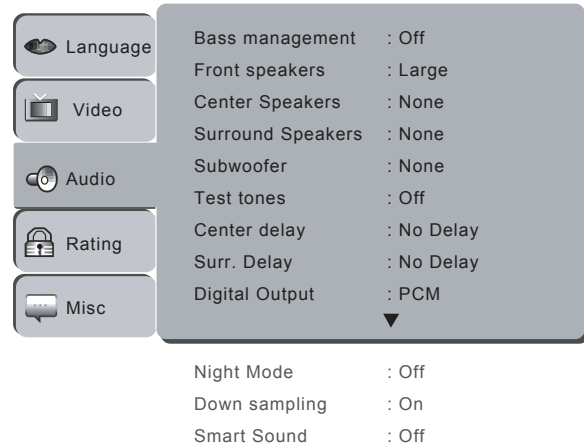 Language
Video
Audio
Rating
Misc
Bass management : Off
Front speakers : Large
Center Speakers : None
Surround Speakers : None
Subwoofer : None
Test tones : Off
Center delay : No Delay
Surr. Delay : No Delay
Digital Output : PCM
Night Mode : Off
Down sampling : On
Smart Sound : Off